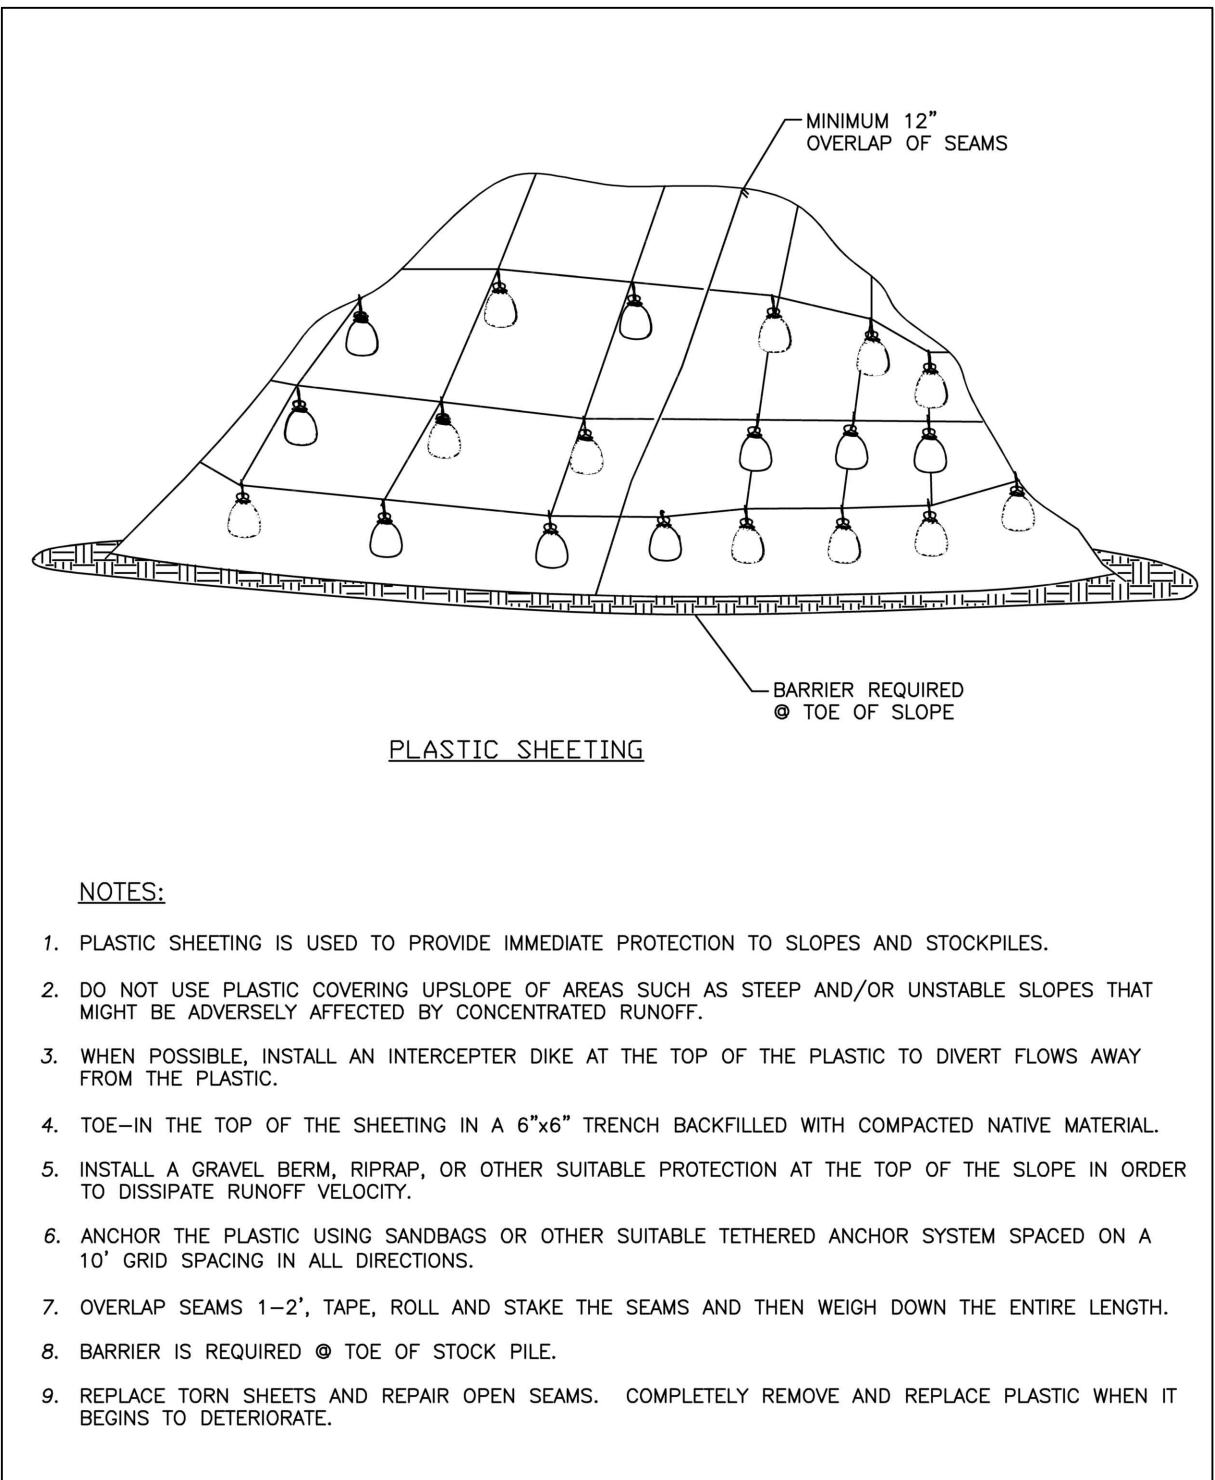 MINIMUM 12"
OVERLAP OF SEAMS
BARRIER REQUIRED
@ TOE OF SLOPE
PLASTIC SHEETING
NOTES:
1. PLASTIC SHEETING IS USED TO PROVIDE IMMEDIATE PROTECTION TO SLOPES AND STOCKPILES.
2. DO NOT USE PLASTIC COVERING UPSLOPE OF AREAS SUCH AS STEEP AND/OR UNSTABLE SLOPES THAT
MIGHT BE ADVERSELY AFFECTED BY CONCENTRATED RUNOFF.
3. WHEN POSSIBLE, INSTALL AN INTERCEPTER DIKE AT THE TOP OF THE PLASTIC TO DIVERT FLOWS AWAY
FROM THE PLASTIC.
4. TOE-IN THE TOP OF THE SHEETING IN A 6"x6" TRENCH BACKFILLED WITH COMPACTED NATIVE MATERIAL.
5. INSTALL A GRAVEL BERM, RIPRAP, OR OTHER SUITABLE PROTECTION AT THE TOP OF THE SLOPE IN ORDER
TO DISSIPATE RUNOFF VELOCITY.
6. ANCHOR THE PLASTIC USING SANDBAGS OR OTHER SUITABLE TETHERED ANCHOR SYSTEM SPACED ON A
10' GRID SPACING IN ALL DIRECTIONS.
7. OVERLAP SEAMS 1-2', TAPE, ROLL AND STAKE THE SEAMS AND THEN WEIGH DOWN THE ENTIRE LENGTH.
8. BARRIER IS REQUIRED @ TOE OF STOCK PILE.
9. REPLACE TORN SHEETS AND REPAIR OPEN SEAMS. COMPLETELY REMOVE AND REPLACE PLASTIC WHEN IT
BEGINS TO DETERIORATE.